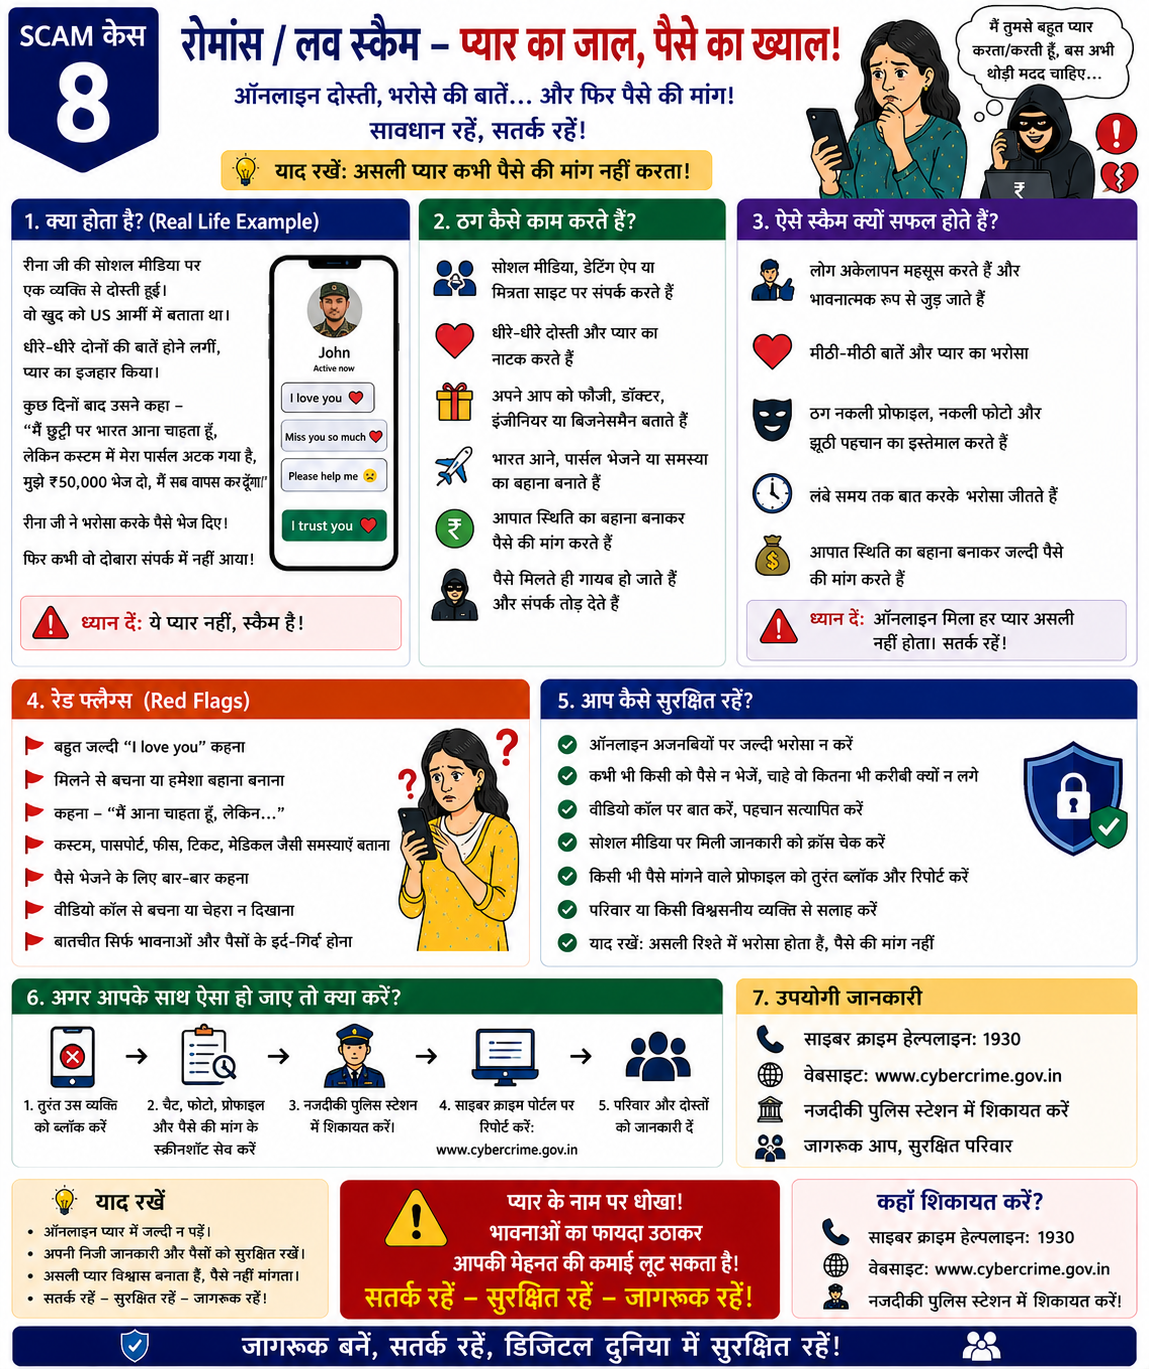 SCAM केस
8
रोमांस / लव स्कैम – प्यार का जाल, पैसे का ख्याल!
ऑनलाइन दोस्ती, भरोसे की बातें... और फिर पैसे की मांग!
सावधान रहें, सतर्क रहें!
याद रखें: असली प्यार कभी पैसे की मांग नहीं करता!
मैं तुमसे बहुत प्यार
करता/करती हूँ, बस अभी
थोड़ी मदद चाहिए...
₹
1. क्या होता है? (Real Life Example)
रीना जी की सोशल मीडिया पर
एक व्यक्ति से दोस्ती हूई।
वो खुद को US आर्मी में बताता था।
धीरे-धीरे दोनों की बातें होने लगीं,
प्यार का इजहार किया।
कुछ दिनों बाद उसने कहा –
“मैं छुट्टी पर भारत आना चाहता हूँ,
लेकिन कस्टम में मेरा पार्सल अटक गया है,
मुझे ₹50,000 भेज दो, मैं सब वापस कर दूँगा।”
रीना जी ने भरोसा करके पैसे भेज दिए!
फिर कभी वो दोबारा संपर्क में नहीं आया!
John
Active now
I love you
Miss you so much
Please help me
I trust you
ध्यान दें: ये प्यार नहीं, स्कैम है!
2. ठग कैसे काम करते हैं?
सोशल मीडिया, डेटिंग ऐप या
मित्रता साइट पर संपर्क करते हैं
धीरे-धीरे दोस्ती और प्यार का
नाटक करते हैं
अपने आप को फौजी, डॉक्टर,
इंजीनियर या बिजनेसमैन बताते हैं
भारत आने, पार्सल भेजने या समस्या
का बहाना बनाते हैं
₹
आपात स्थिति का बहाना बनाकर
पैसे की मांग करते हैं
पैसे मिलते ही गायब हो जाते हैं
और संपर्क तोड़ देते हैं
3. ऐसे स्कैम क्यों सफल होते हैं?
लोग अकेलापन महसूस करते हैं और
भावनात्मक रूप से जुड़ जाते हैं
मीठी-मीठी बातें और प्यार का भरोसा
ठग नकली प्रोफाइल, नकली फोटो और
झूठी पहचान का इस्तेमाल करते हैं
लंबे समय तक बात करके भरोसा जीतते हैं
$
आपात स्थिति का बहाना बनाकर जल्दी पैसे
की मांग करते हैं
ध्यान दें: ऑनलाइन मिला हर प्यार असली
नहीं होता। सतर्क रहें!
4. रेड फ्लैग्स (Red Flags)
बहुत जल्दी “I love you” कहना
मिलने से बचना या हमेशा बहाना बनाना
कहना – “मैं आना चाहता हूँ, लेकिन...”
कस्टम, पासपोर्ट, फीस, टिकट, मेडिकल जैसी समस्याएँ बताना
पैसे भेजने के लिए बार-बार कहना
वीडियो कॉल से बचना या चेहरा न दिखाना
बातचीत सिर्फ भावनाओं और पैसों के इर्द-गिर्द होना
? ?
5. आप कैसे सुरक्षित रहें?
ऑनलाइन अजनबियों पर जल्दी भरोसा न करें
कभी भी किसी को पैसे न भेजें, चाहे वो कितना भी करीबी क्यों न लगे
वीडियो कॉल पर बात करें, पहचान सत्यापित करें
सोशल मीडिया पर मिली जानकारी को क्रॉस चेक करें
किसी भी पैसे मांगने वाले प्रोफाइल को तुरंत ब्लॉक और रिपोर्ट करें
परिवार या किसी विश्वसनीय व्यक्ति से सलाह करें
याद रखें: असली रिश्ते में भरोसा होता हैं, पैसे की मांग नहीं
6. अगर आपके साथ ऐसा हो जाए तो क्या करें?
1. तुरंत उस व्यक्ति
को ब्लॉक करें
2. चैट, फोटो, प्रोफाइल
और पैसे की मांग के
स्क्रीनशॉट सेव करें
3. नजदीकी पुलिस स्टेशन
में शिकायत करें।
4. साइबर क्राइम पोर्टल पर
रिपोर्ट करें:
www.cybercrime.gov.in
5. परिवार और दोस्तों
को जानकारी दें
7. उपयोगी जानकारी
साइबर क्राइम हेल्पलाइन: 1930
वेबसाइट: www.cybercrime.gov.in
नजदीकी पुलिस स्टेशन में शिकायत करें
जागरूक आप, सुरक्षित परिवार
याद रखें
• ऑनलाइन प्यार में जल्दी न पड़ें।
• अपनी निजी जानकारी और पैसों को सुरक्षित रखें।
• असली प्यार विश्वास बनाता हैं, पैसे नहीं मांगता।
• सतर्क रहें – सुरक्षित रहें – जागरूक रहें!
प्यार के नाम पर धोखा!
भावनाओं का फायदा उठाकर
आपकी मेहनत की कमाई लूट सकता है!
सतर्क रहें – सुरक्षित रहें – जागरूक रहें!
कहाँ शिकायत करें?
साइबर क्राइम हेल्पलाइन: 1930
वेबसाइट: www.cybercrime.gov.in
नजदीकी पुलिस स्टेशन में शिकायत करें!
जागरूक बनें, सतर्क रहें, डिजिटल दुनिया में सुरक्षित रहें!